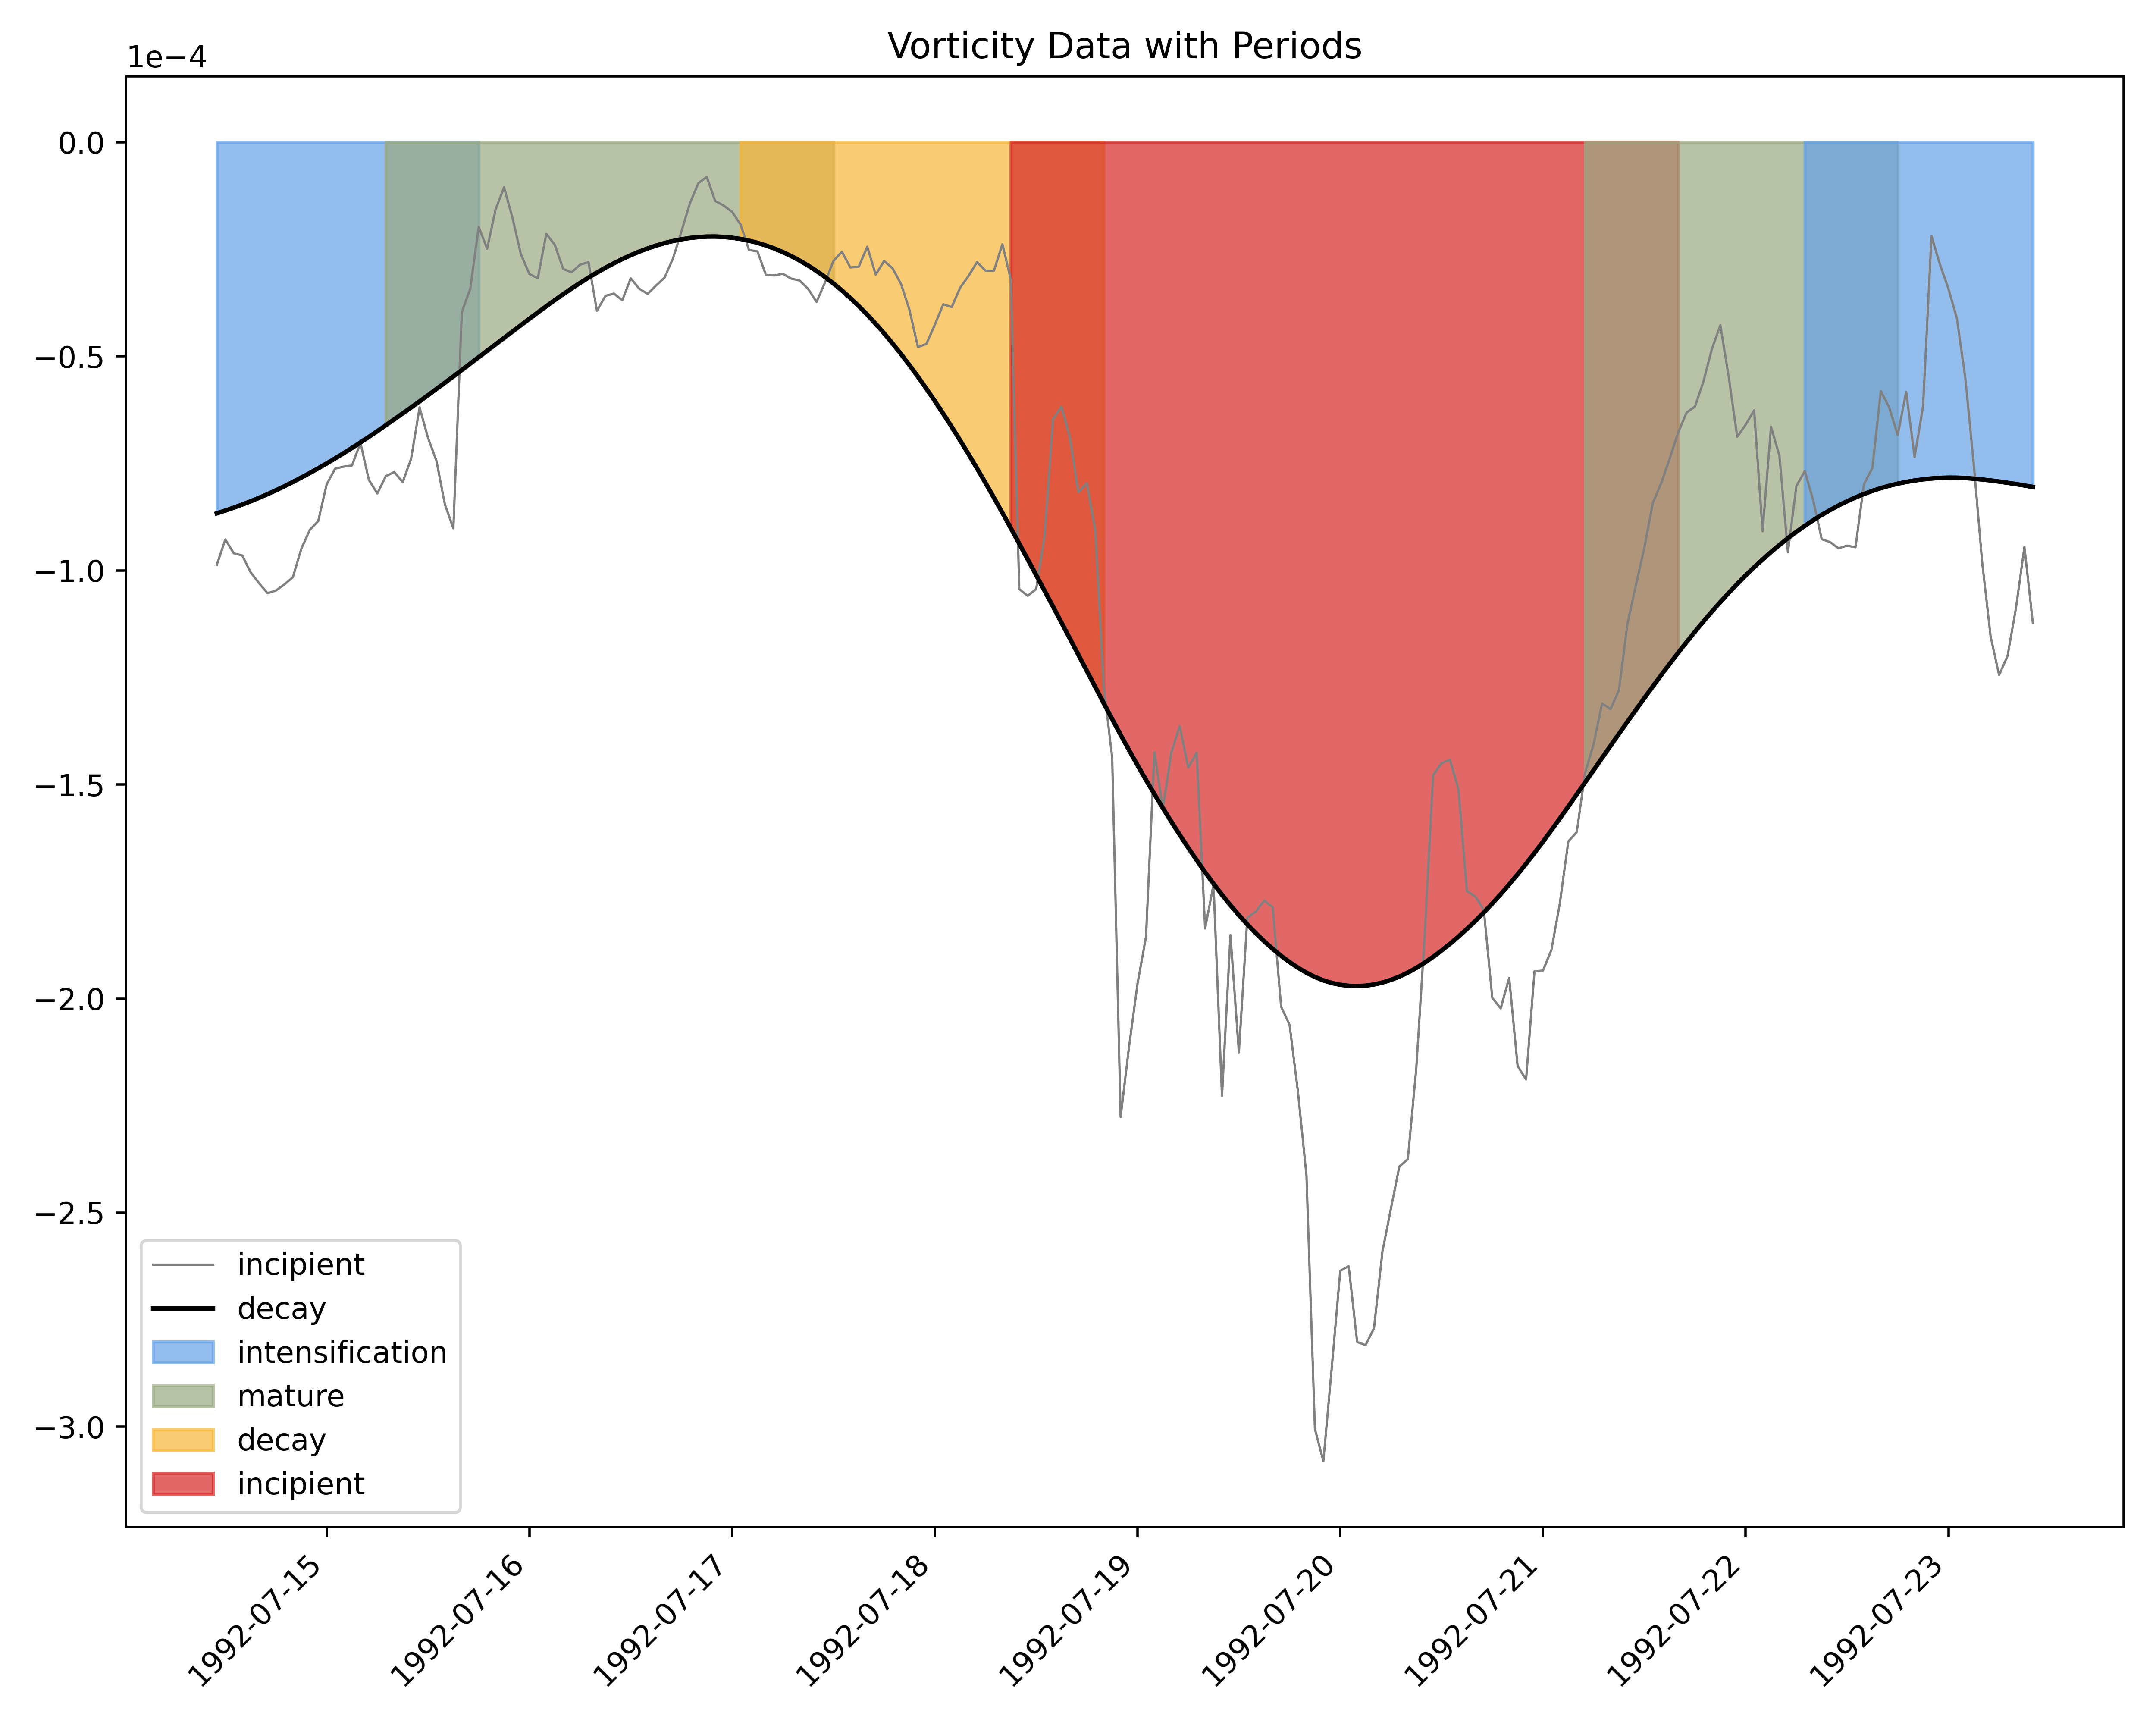 Vorticity Data with Periods
1e−4
0.0
−0.5
−1.0
−1.5
−2.0
−2.5
−3.0
incipient
decay
intensification
mature
decay
incipient
1992-07-15
1992-07-16
1992-07-17
1992-07-18
1992-07-19
1992-07-20
1992-07-21
1992-07-22
1992-07-23